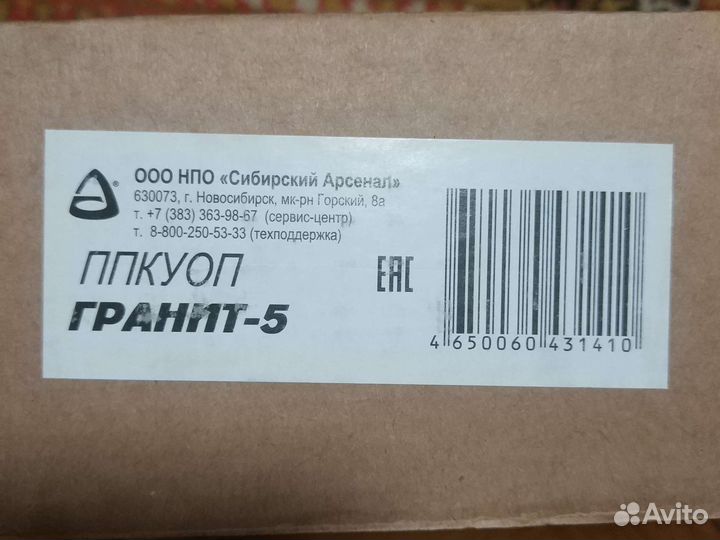 ООО НПО «Сибирский Арсенал»
630073, г. Новосибирск, мк-рн Горский, 8а
т. +7 (383) 363-98-67 (сервис-центр)
т. 8-800-250-53-33 (техподдержка)
ППКУОП
ГРАНИТ-5
EAC
4 650060 431410
Avito